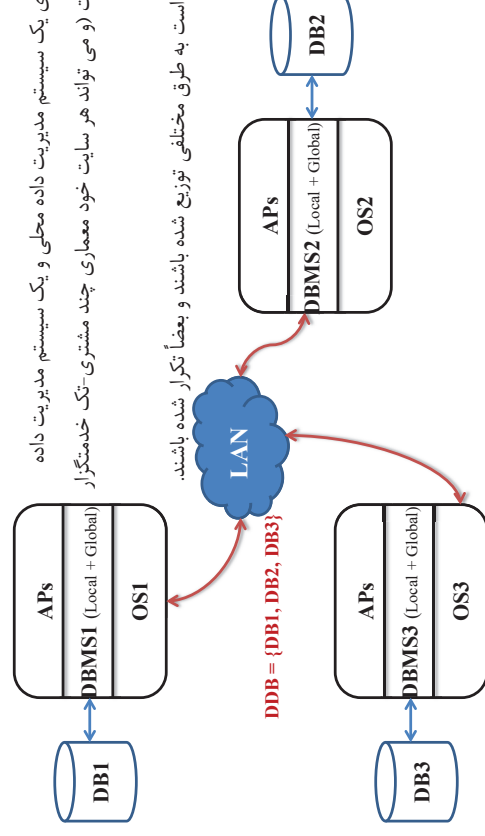 ی یک سیستم مدیریت داده محلی و یک سیستم مدیریت داده
ت (و می تواند هر سایت خود معماری چند مشتری-تک خدمتگزار
است به طرق مختلفی توزیع شده باشند و بعضاً تکرار شده باشند.
APs
DBMS1 (Local + Global)
OS1
DB1
LAN
APs
DBMS2 (Local + Global)
OS2
DB2
DDB = {DB1, DB2, DB3}
APs
DBMS3 (Local + Global)
OS3
DB3